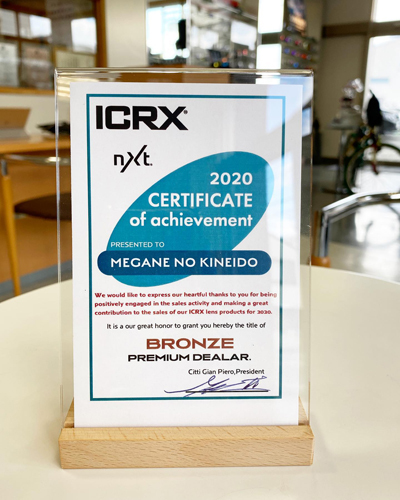 ICRX®
nxt.
2020
CERTIFICATE
of achievement
PRESENTED TO
MEGANE NO KINEIDO
We would like to express our heartful thanks to you for being
positively engaged in the sales activity and making a great
contribution to the sales of our ICRX lens products for 2020.
It is a our great honor to grant you hereby the title of
BRONZE
PREMIUM DEALAR.
Citti Gian Piero,President